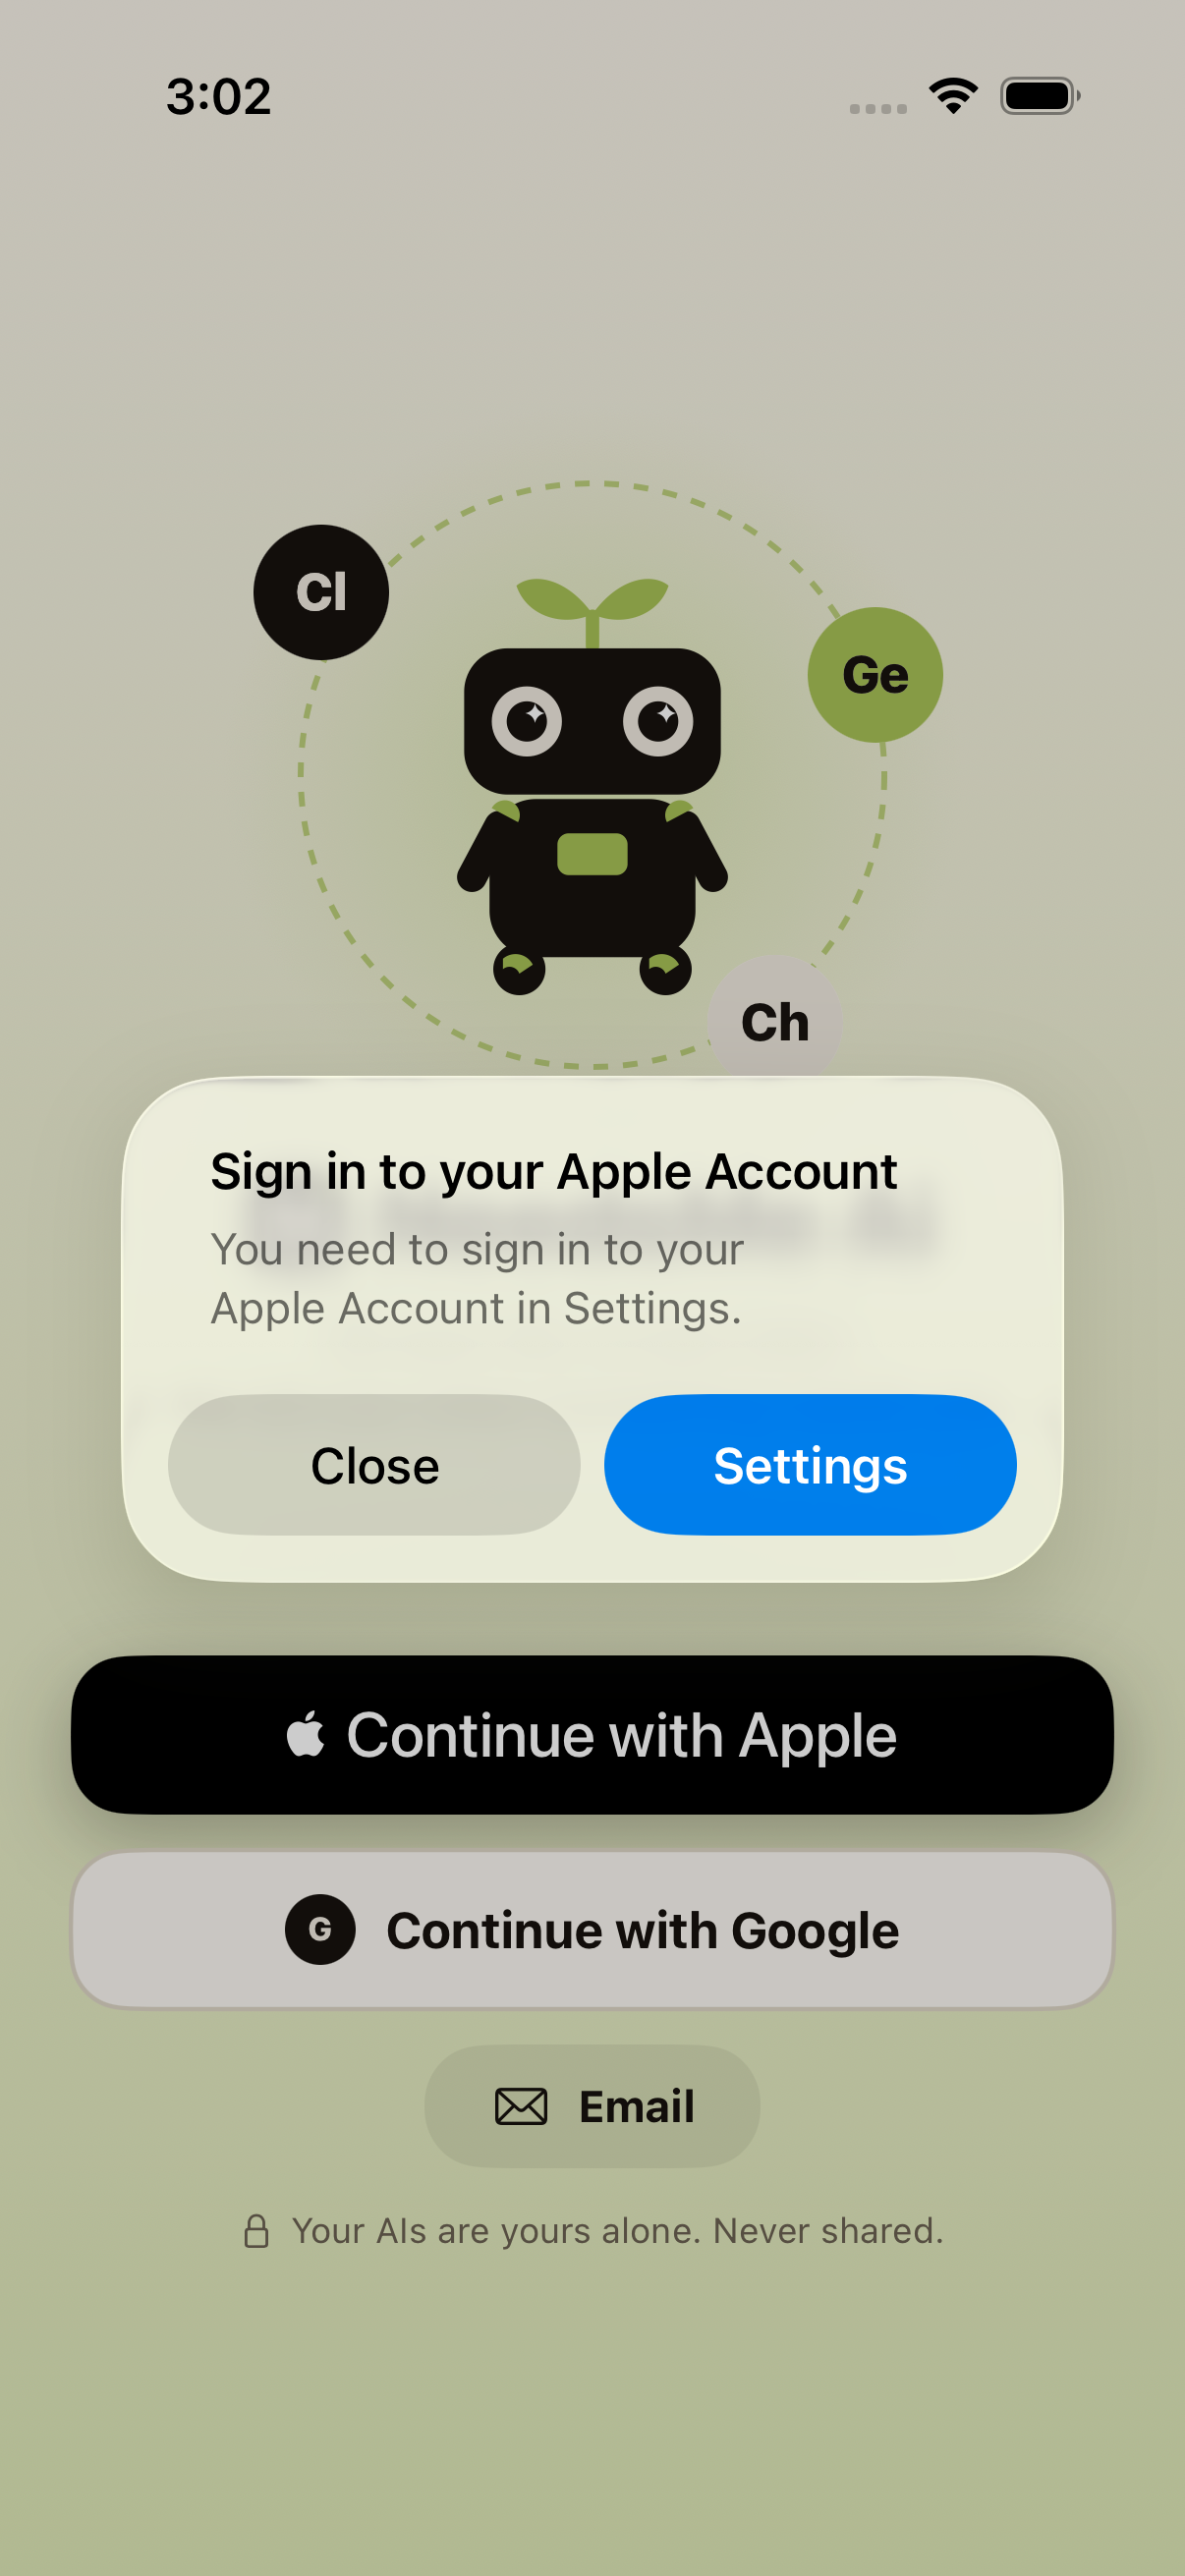 3:02
Cl
Ge
Ch
Sign in to your Apple Account
You need to sign in to your
Apple Account in Settings.
Close
Settings
Continue with Apple
G
Continue with Google
Email
Your AIs are yours alone. Never shared.